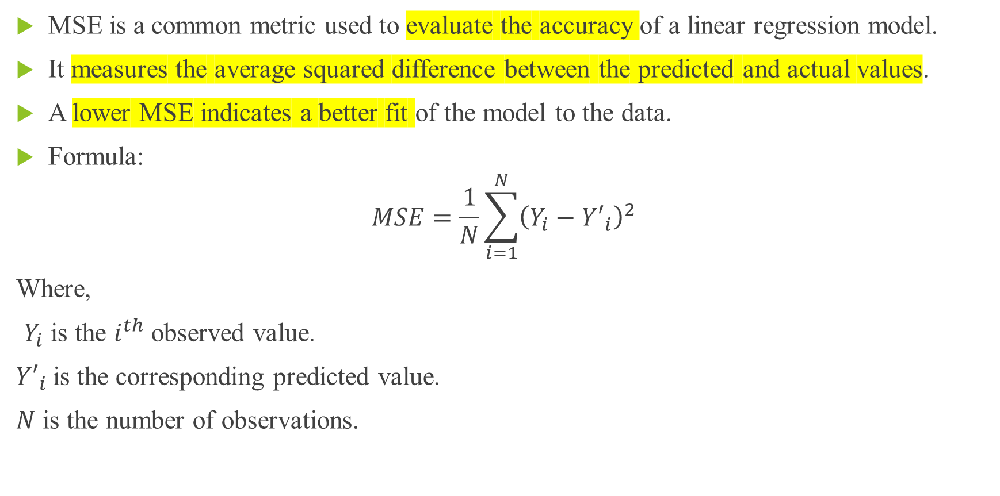 ▶ MSE is a common metric used to evaluate the accuracy of a linear regression model.
▶ It measures the average squared difference between the predicted and actual values.
▶ A lower MSE indicates a better fit of the model to the data.
▶ Formula:
$MSE = \frac{1}{N} \sum_{i=1}^{N} (Y_i - Y'_i)^2$
Where,
$Y_i$ is the $i^{th}$ observed value.
$Y'_i$ is the corresponding predicted value.
$N$ is the number of observations.